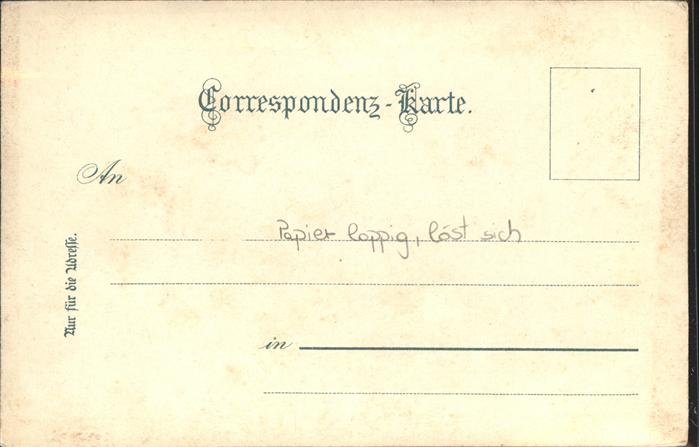 Correspondenz-Karte.
An
Papier lappig, löst sich
Nur für die Adresse.
in